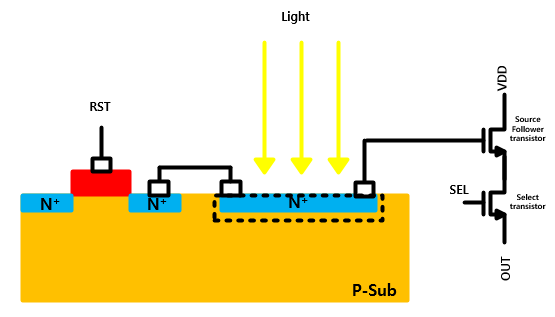 Light
RST
VDD
Source
Follower
transistor
SEL
Select
transistor
N⁺
N⁺
N⁺
OUT
P-Sub